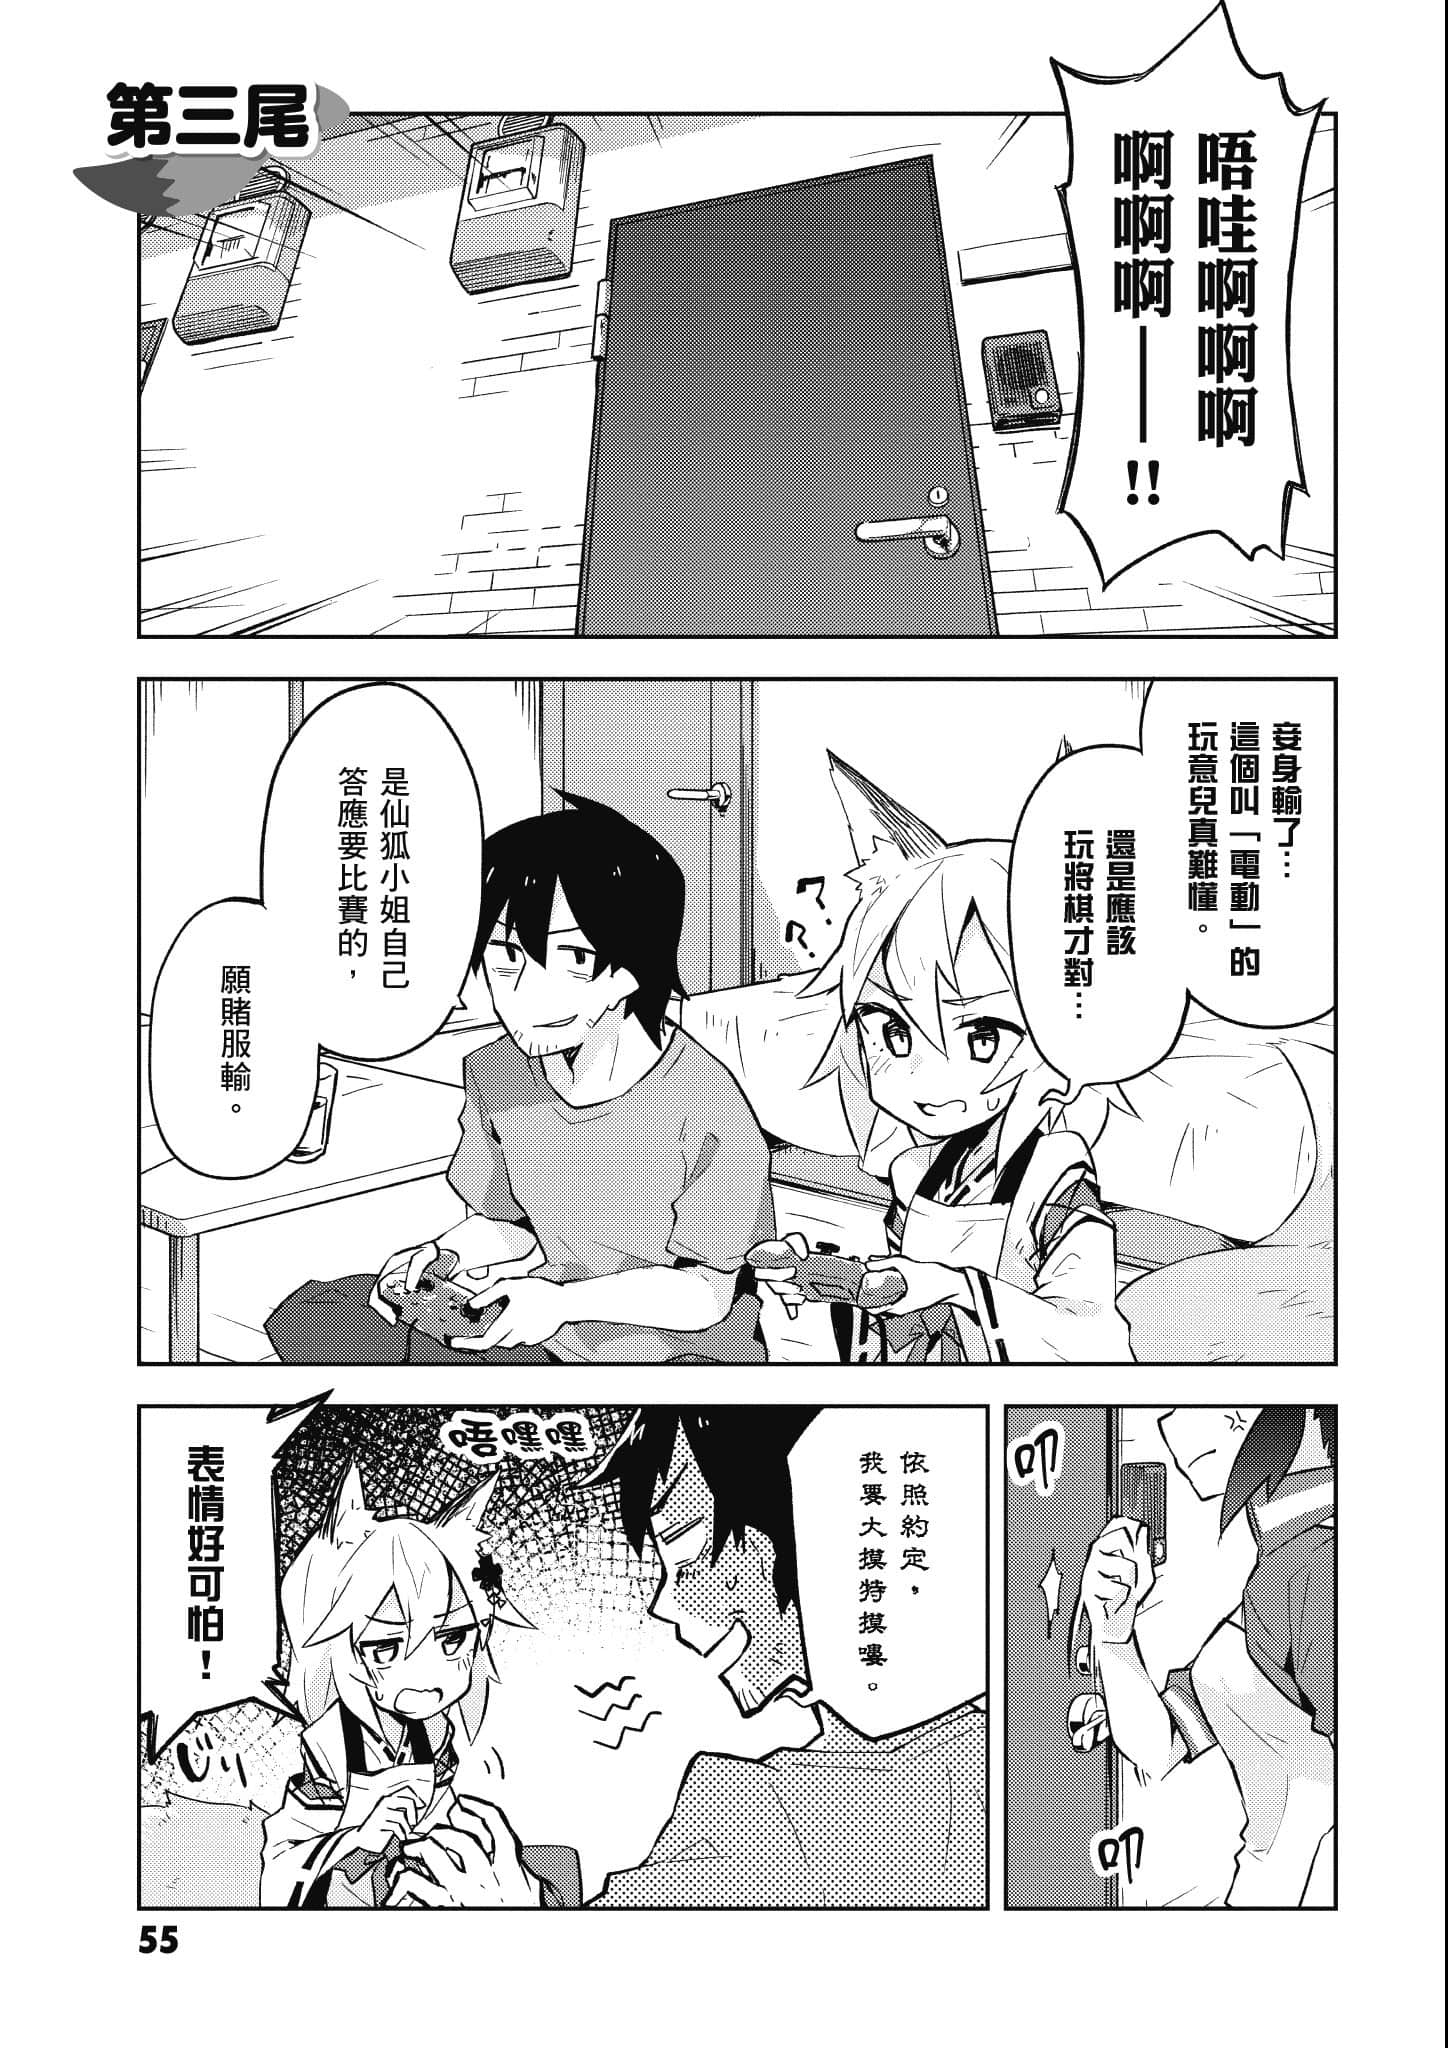 第三尾
唔哇啊啊啊
啊啊啊——!!
妾身輸了…
這個叫「電動」的
玩意兒真難懂。
還是應該
玩將棋才對…
??
是仙狐小姐自己
答應要比賽的，
願賭服輸。
叩
叩
依照約定，
我要大摸特摸嘍。
唔嘿嘿
表情好可怕！
じり
55